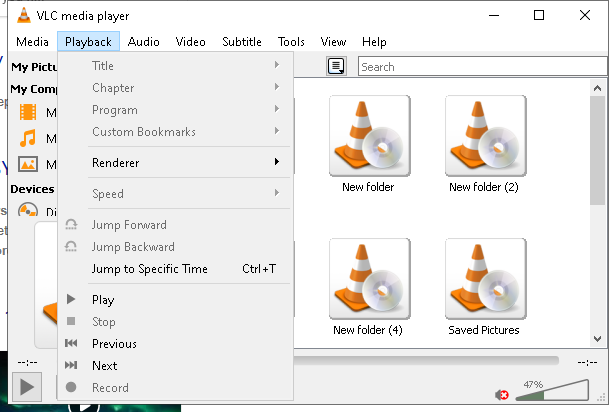 VLC media player
Media Playback Audio Video Subtitle Tools View Help
My Pictu
Title
Search
My Comp
Chapter
Program
Custom Bookmarks
Renderer
New folder
New folder (2)
Devices
Speed
Di
Jump Forward
Jump Backward
Jump to Specific Time Ctrl+T
Play
Stop
New folder (4)
Saved Pictures
Previous
Next
Record
--:--
--:--
47%